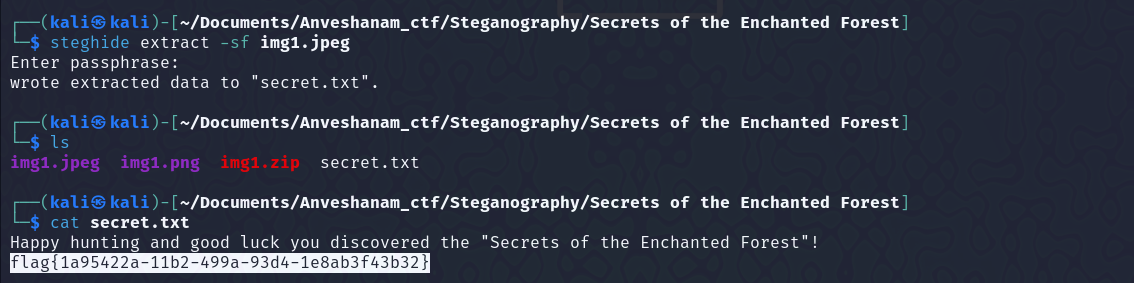 ┌──(kali㉿kali)-[~/Documents/Anveshanam_ctf/Steganography/Secrets of the Enchanted Forest]
└─$ steghide extract -sf img1.jpeg
Enter passphrase:
wrote extracted data to "secret.txt".
┌──(kali㉿kali)-[~/Documents/Anveshanam_ctf/Steganography/Secrets of the Enchanted Forest]
└─$ ls
img1.jpeg  img1.png  img1.zip  secret.txt
┌──(kali㉿kali)-[~/Documents/Anveshanam_ctf/Steganography/Secrets of the Enchanted Forest]
└─$ cat secret.txt
Happy hunting and good luck you discovered the "Secrets of the Enchanted Forest"!
flag{1a95422a-11b2-499a-93d4-1e8ab3f43b32}